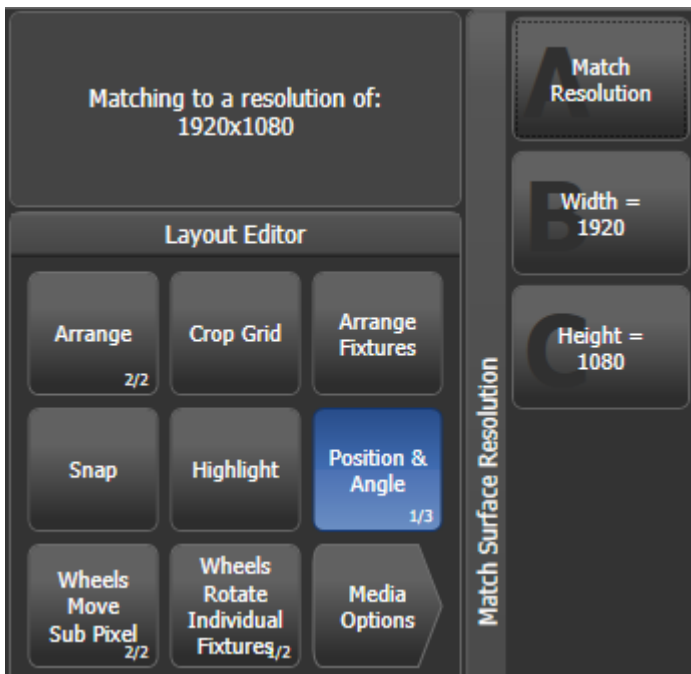 Matching to a resolution of:
1920x1080
Layout Editor
Arrange
2/2
Crop Grid
Arrange
Fixtures
Snap
Highlight
Position &
Angle
1/3
Wheels
Move
Sub Pixel
2/2
Wheels
Rotate
Individual
Fixtures
1/2
Media
Options
Match Surface Resolution
A
Match
Resolution
B
Width =
1920
C
Height =
1080